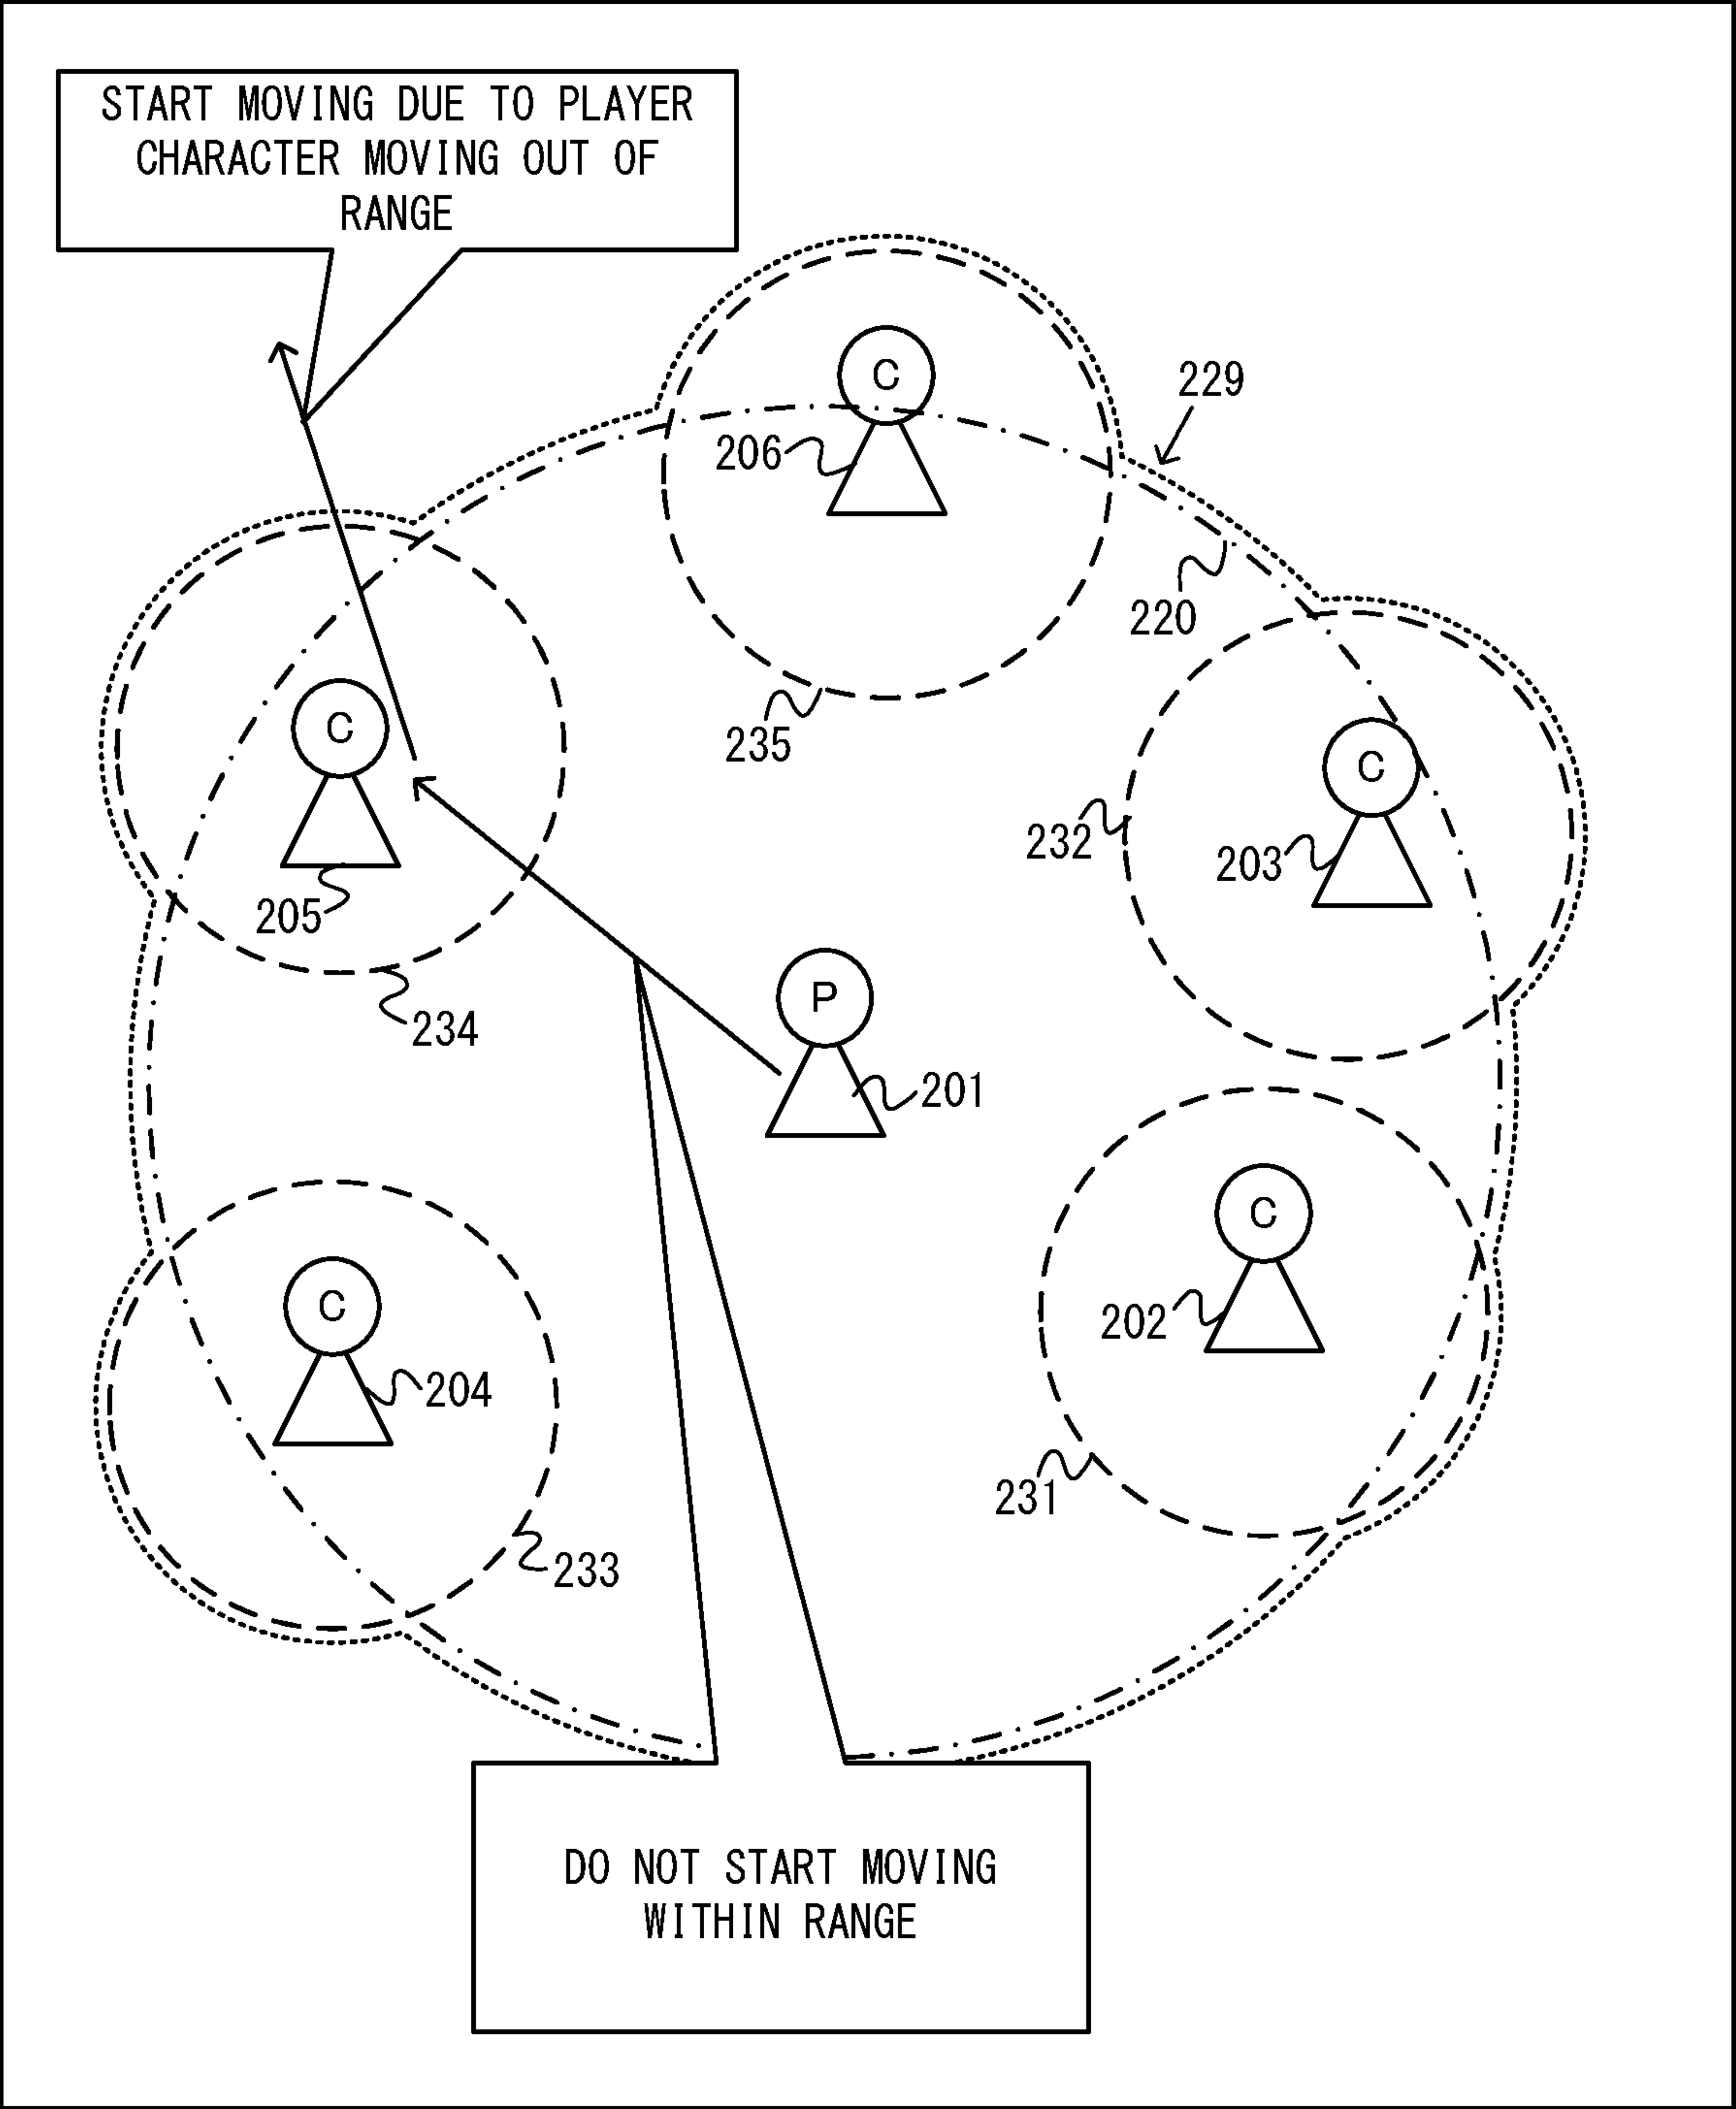 START MOVING DUE TO PLAYER
CHARACTER MOVING OUT OF
RANGE
C
229
206
220
C
235
C
232
203
205
P
234
201
C
202
C
204
231
233
DO NOT START MOVING
WITHIN RANGE